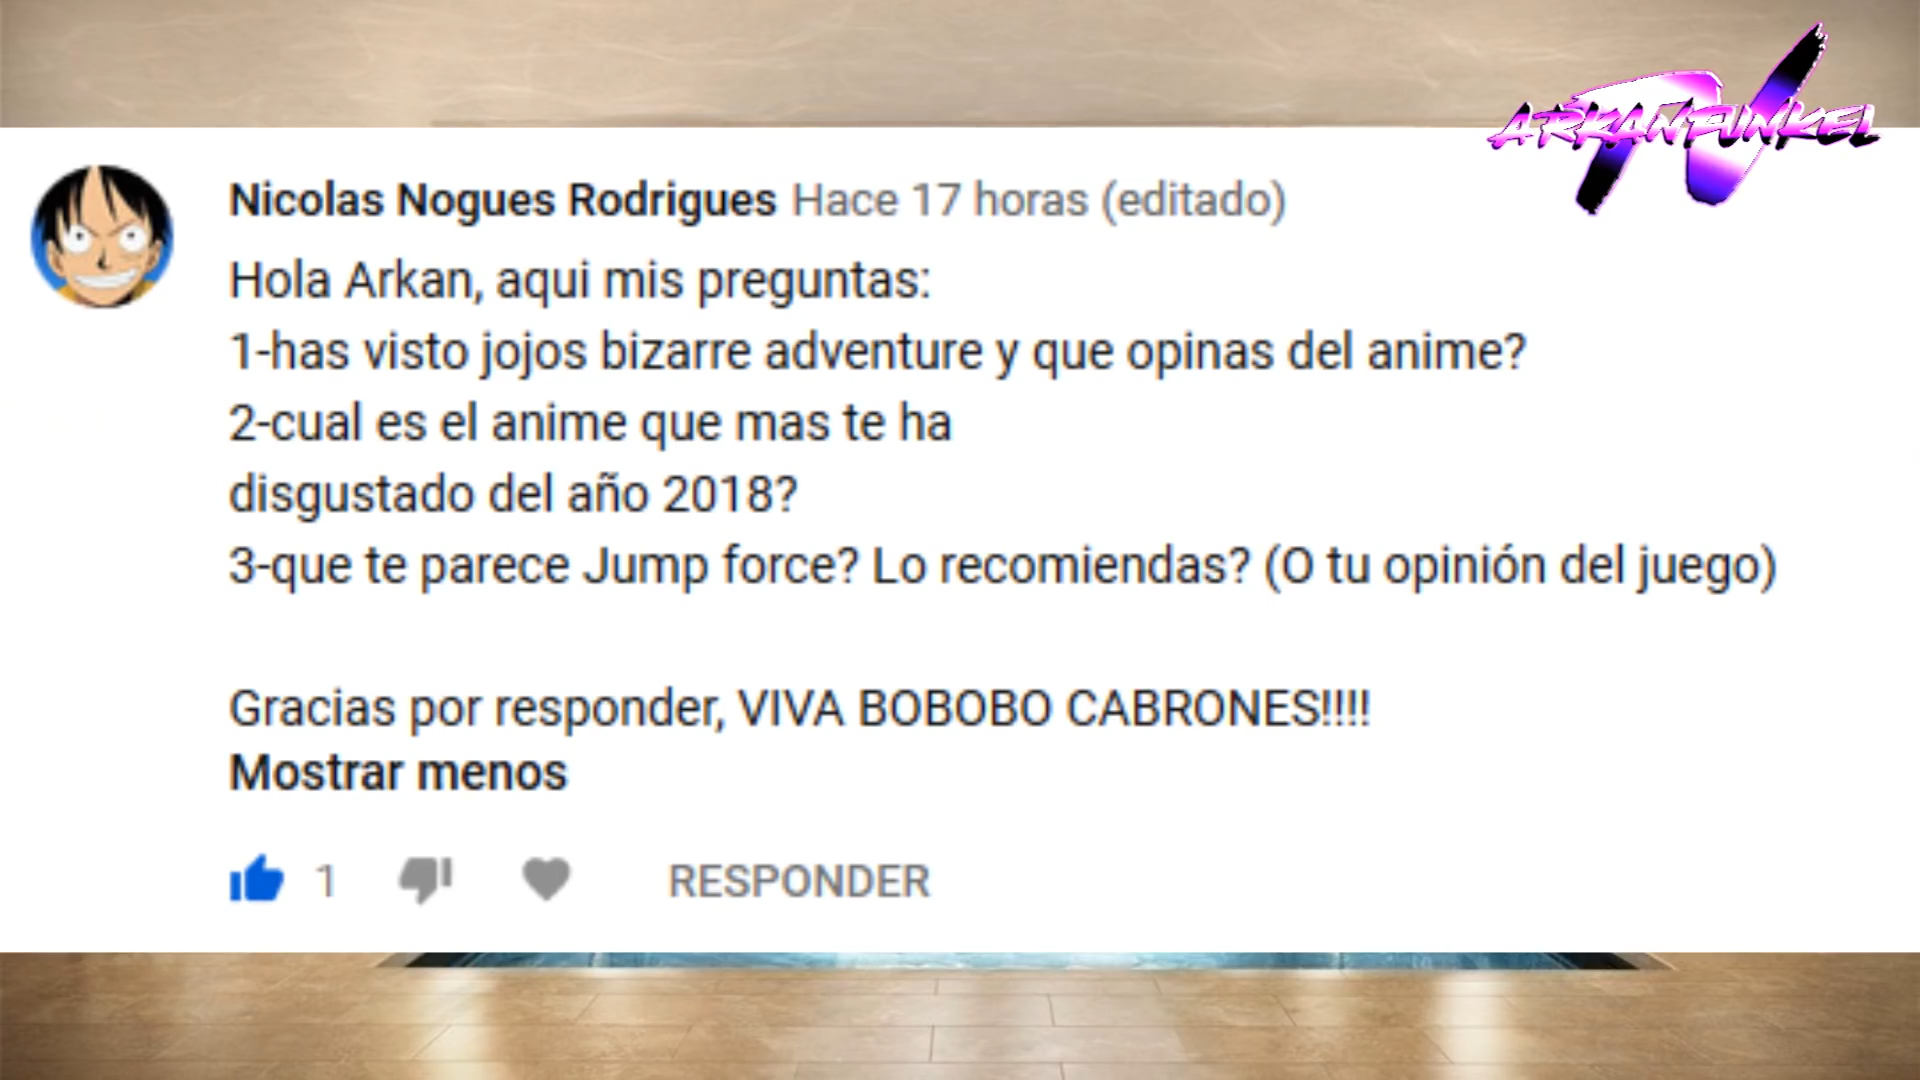 ARKANFUNKEL
TV
Nicolas Nogues Rodrigues Hace 17 horas (editado)
Hola Arkan, aqui mis preguntas:
1-has visto jojos bizarre adventure y que opinas del anime?
2-cual es el anime que mas te ha
disgustado del año 2018?
3-que te parece Jump force? Lo recomiendas? (O tu opinión del juego)
Gracias por responder, VIVA BOBOBO CABRONES!!!!
Mostrar menos
1 RESPONDER